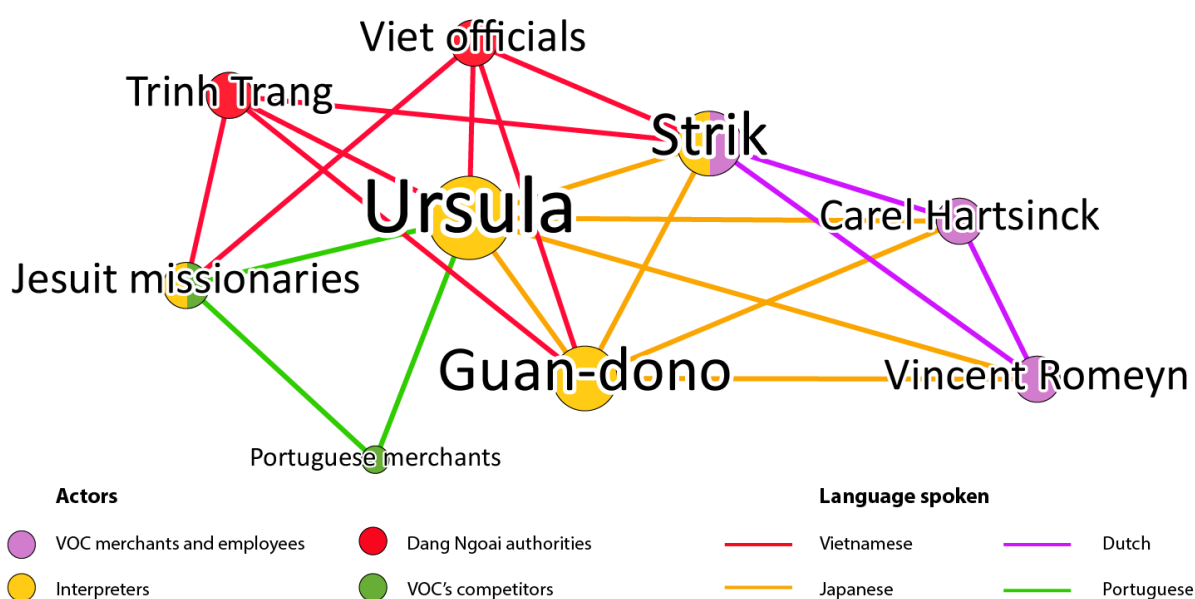 Viet officials
Trinh Trang
Strik
Ursula
Carel Hartsinck
Jesuit missionaries
Guan-dono
Vincent Romeyn
Portuguese merchants
Actors
Language spoken
VOC merchants and employees
Dang Ngoai authorities
Vietnamese
Dutch
Interpreters
VOC's competitors
Japanese
Portuguese